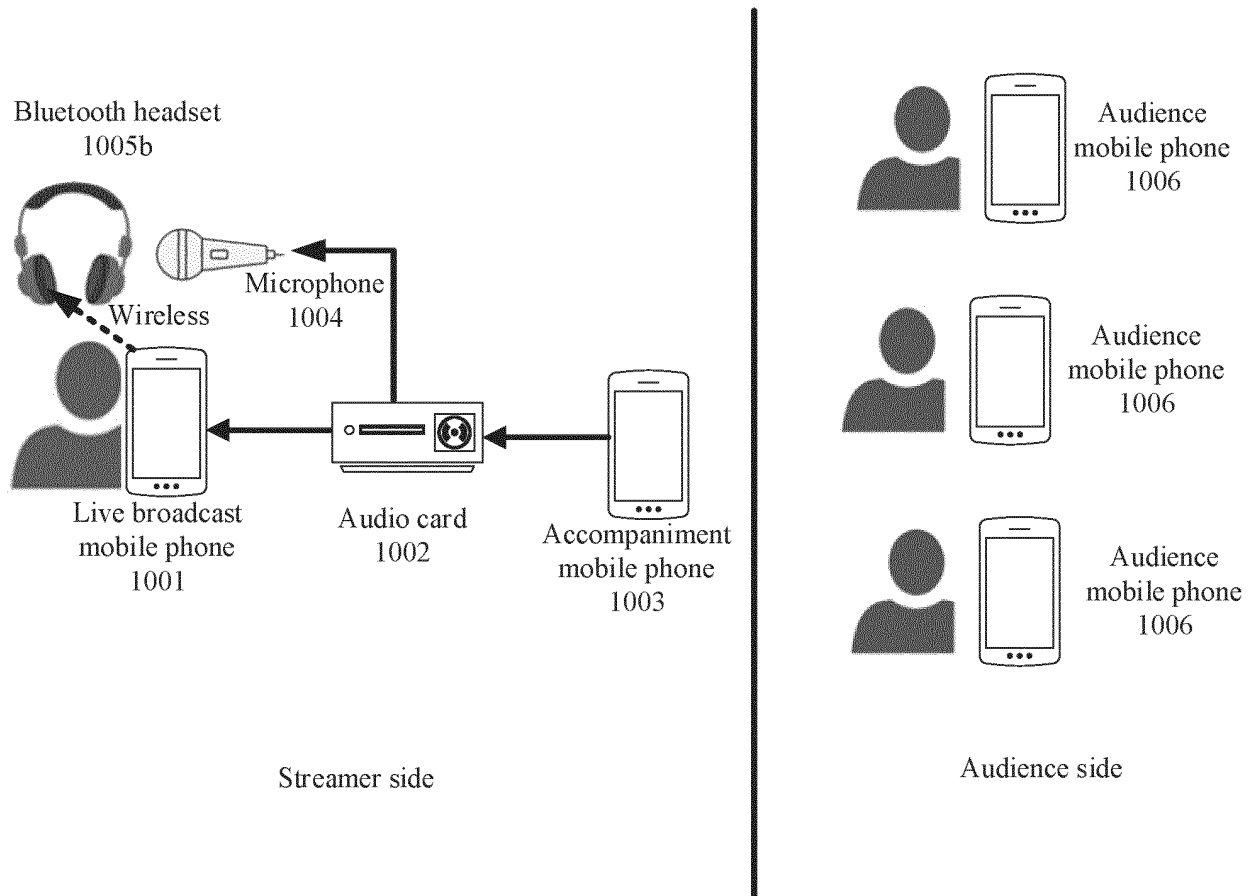 Bluetooth headset
1005b
Wireless
Microphone
1004
Live broadcast
mobile phone
1001
Audio card
1002
Accompaniment
mobile phone
1003
Streamer side
Audience
mobile phone
1006
Audience
mobile phone
1006
Audience
mobile phone
1006
Audience side